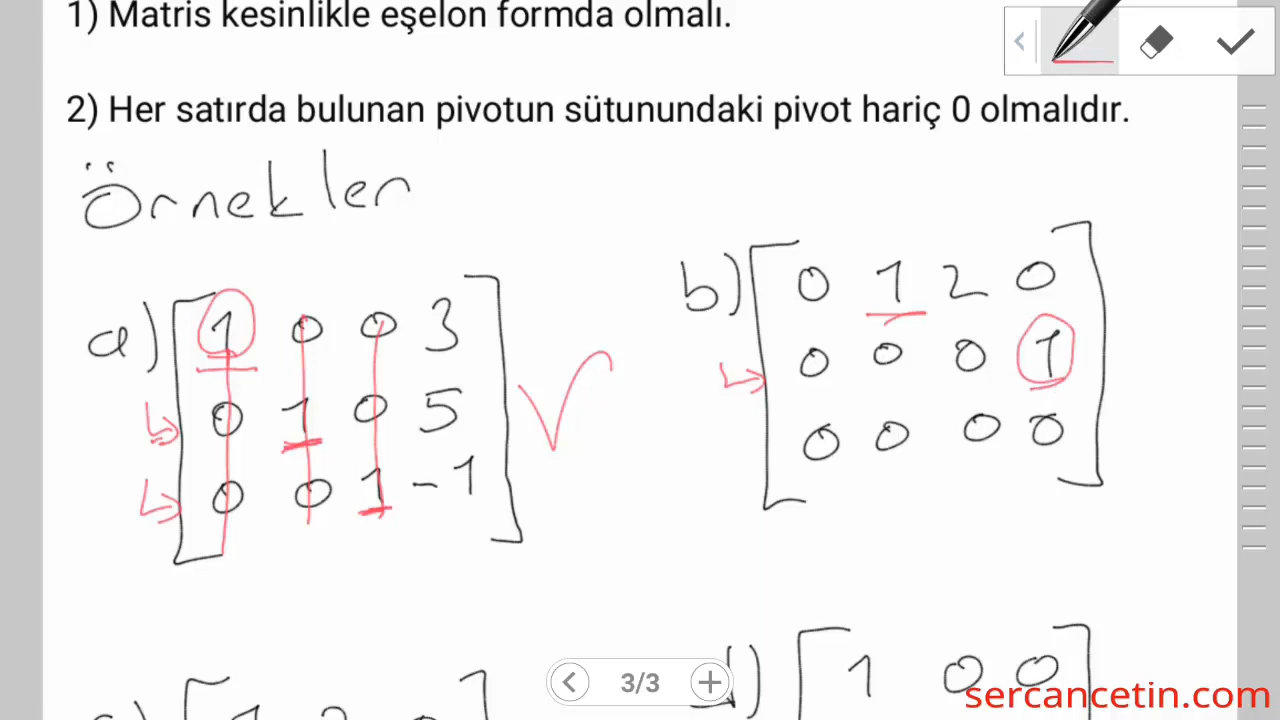 1) Matris kesinlikle eşelon formda olmalı.
2) Her satırda bulunan pivotun sütunundaki pivot hariç 0 olmalıdır.
Örnekler
a) 1 0 0 3
0 1 0 5
0 0 1 -1
b) 0 1 2 0
0 0 0 1
0 0 0 0
d) 1 0 0
3/3
sercancetin.com